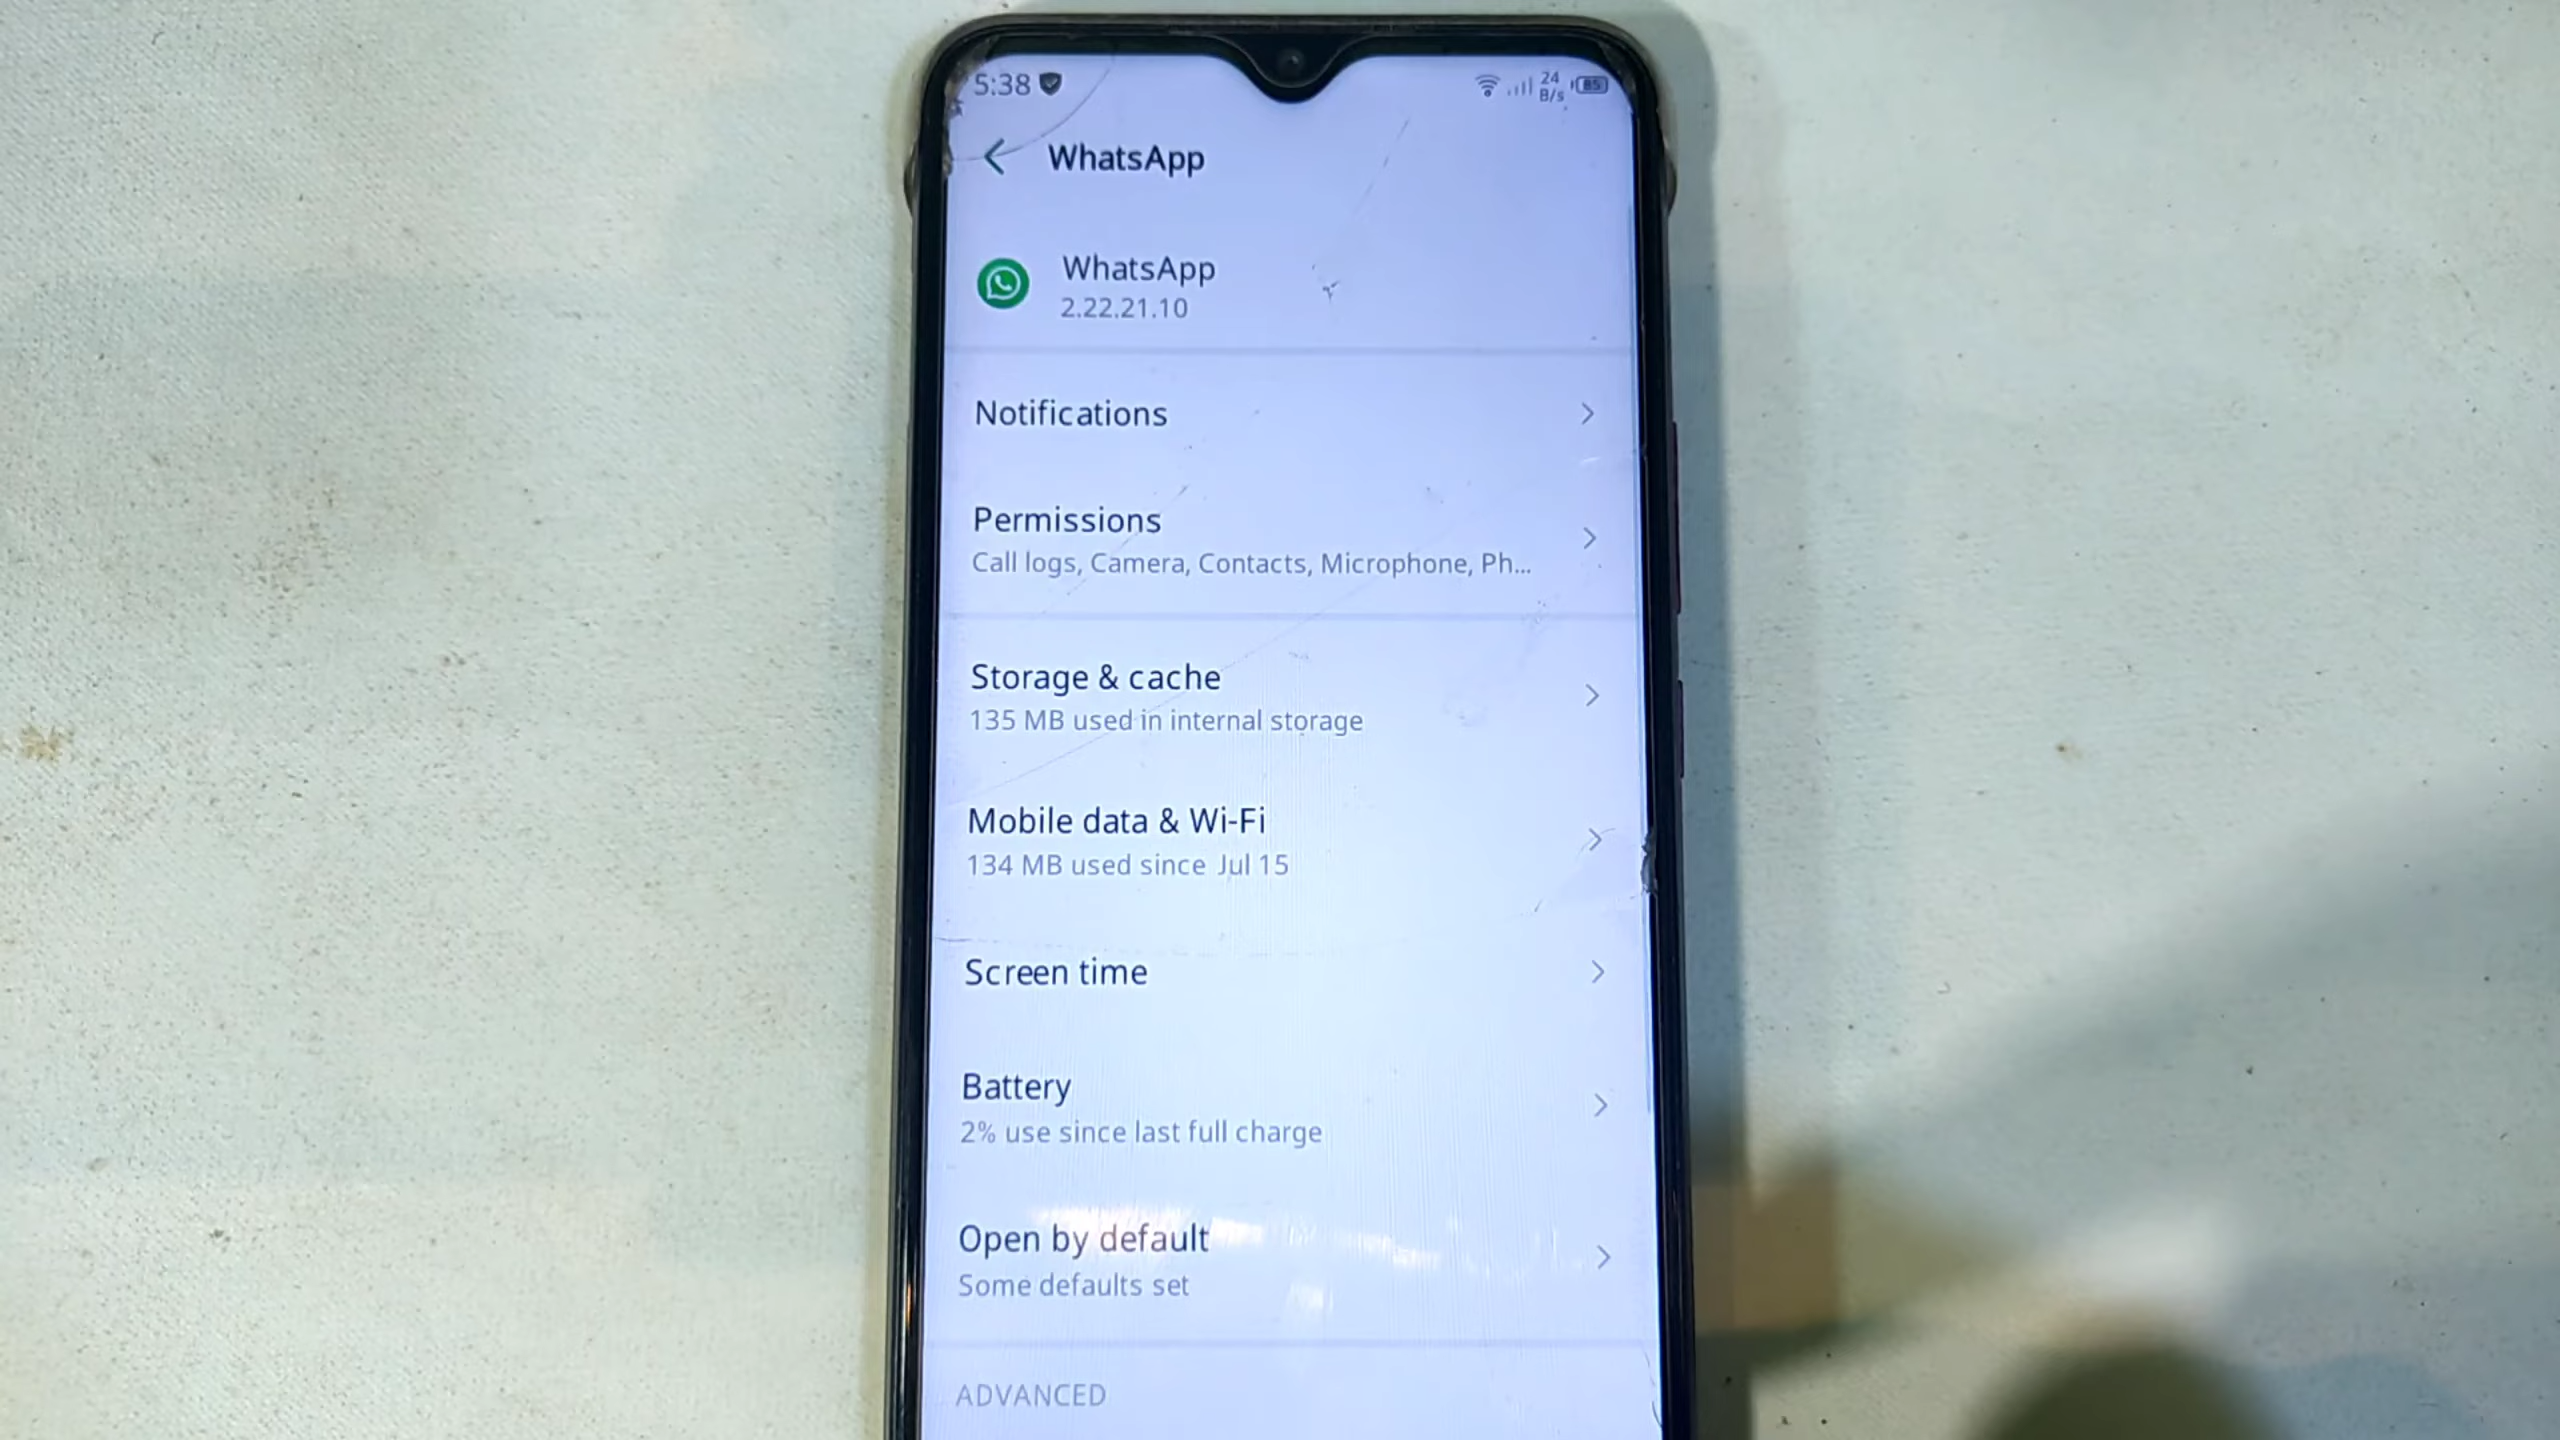 5:38
24
B/s
85
WhatsApp
WhatsApp
2.22.21.10
Notifications
Permissions
Call logs, Camera, Contacts, Microphone, Ph...
Storage & cache
135 MB used in internal storage
Mobile data & Wi-Fi
134 MB used since Jul 15
Screen time
Battery
2% use since last full charge
Open by default
Some defaults set
ADVANCED